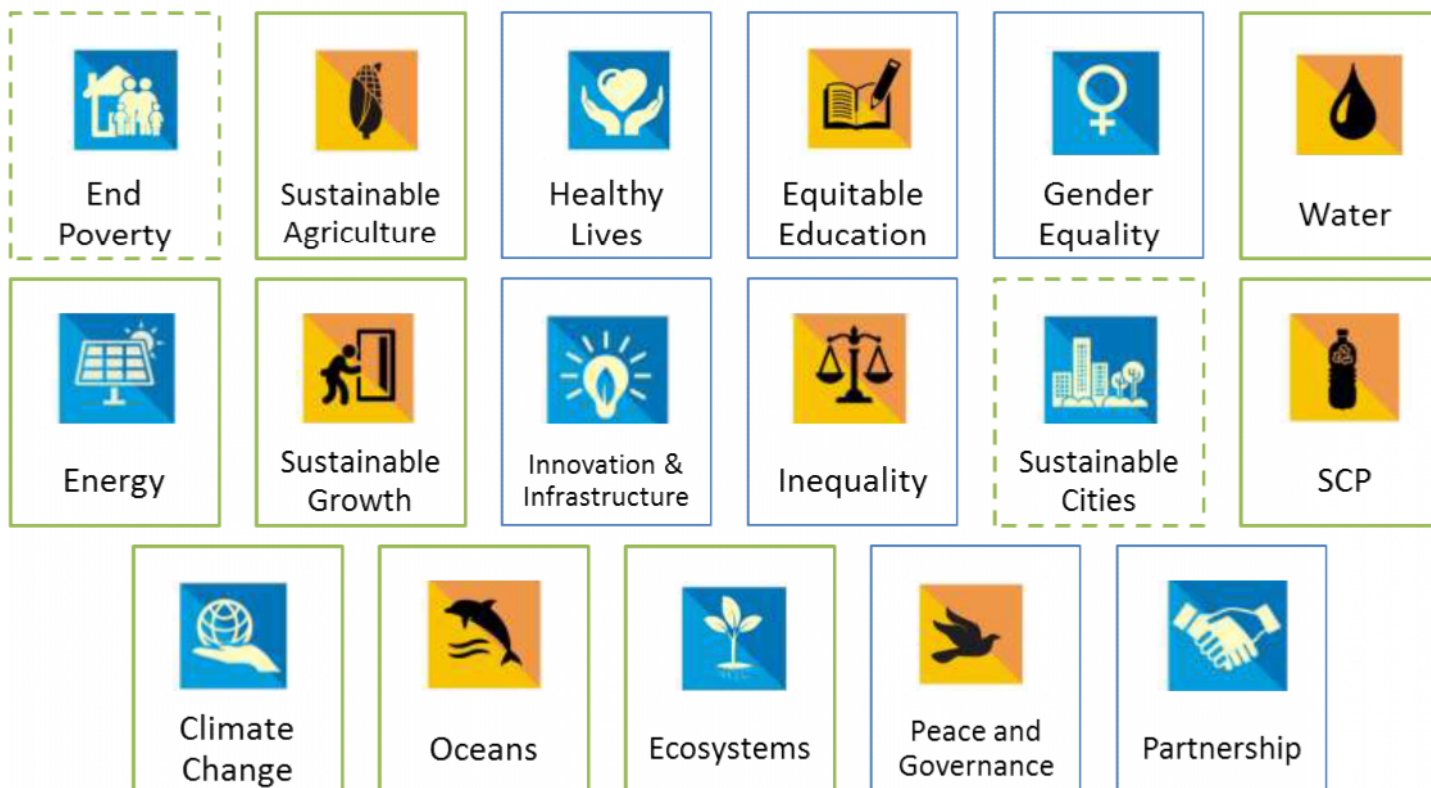 End
Poverty
Sustainable
Agriculture
Healthy
Lives
Equitable
Education
Gender
Equality
Water
Energy
Sustainable
Growth
Innovation &
Infrastructure
Inequality
Sustainable
Cities
SCP
Climate
Change
Oceans
Ecosystems
Peace and
Governance
Partnership